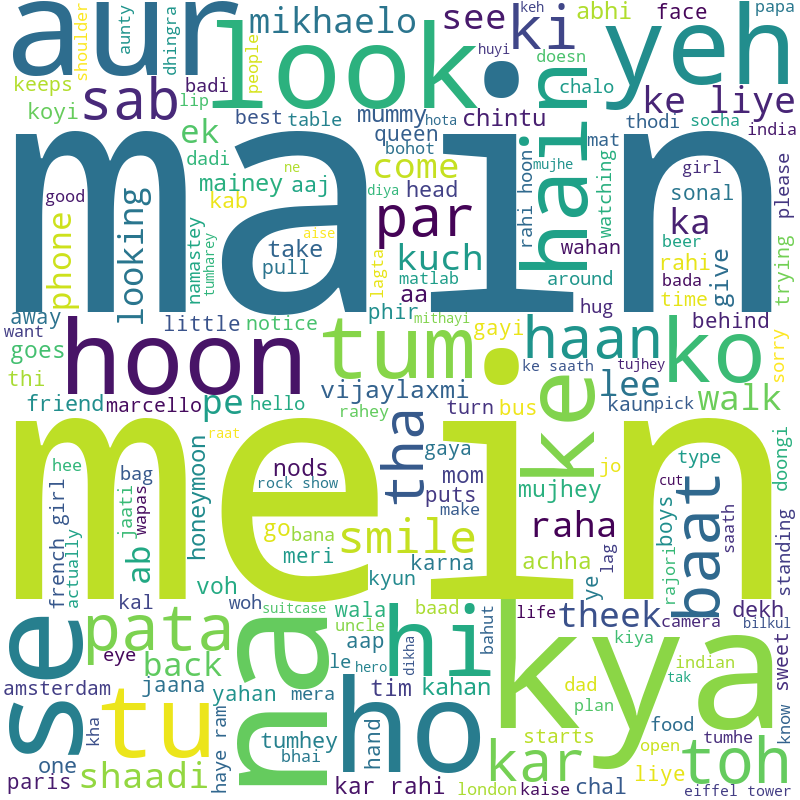 aur
shoulder
aunty
dhingra
mikhaelo
people
look
see
keh
ki
huyi
abhi
face
papa
yeh
keeps
koyi
sab
badi
lip
ek
best
table
mummy
queen
bohot
chintu
doesn
chalo
ke liye
thodi
socha
india
main
good
looking
phone
dadi
mainey
kab
aaj
namastey
tumharey
ne
diya
aise
take
pull
hota
come
head
par
lagta
kuch
matlab
aa
phir
mithayi
rahi hoon
hain
mujhe
mat
wahan
around
hug
watching
girl
sonal
ka
beer
rahi
bada
time
give
please
trying
away
want
goes
thi
little
notice
hoon
tum
gayi
haan
ke saath
tujhey
ko
behind
sorry
friend
marcello
pe
hello
vijaylaxmi
rahey
turn
bus
lee
kaun
pick
walk
mein
raat
hee
french girl
actually
bag
jaati
wapas
ab
honeymoon
nods
rock show
tha
gaya
mom
puts
make
ke
mujhey
jo
raha
achha
ye
lag
boys
rajori
cut
type
baat
saath
doongi
standing
go
bana
meri
smile
karna
kyun
kal
voh
woh
suitcase
wala
uncle
baad
hi
bahut
life
theek
camera
dekh
bilkul
se
pata
eye
back
na
aap
le
hero
dikha
kya
kiya
indian
tak
sweet
know
amsterdam
kha
jaana
tu
yahan
mera
ho
tim
kahan
dad
plan
starts
food
open
tumhe
one
paris
shaadi
haye ram
tumhey
bhai
hand
kar rahi
london
kar
kaise
chal
liye
toh
eiffel tower